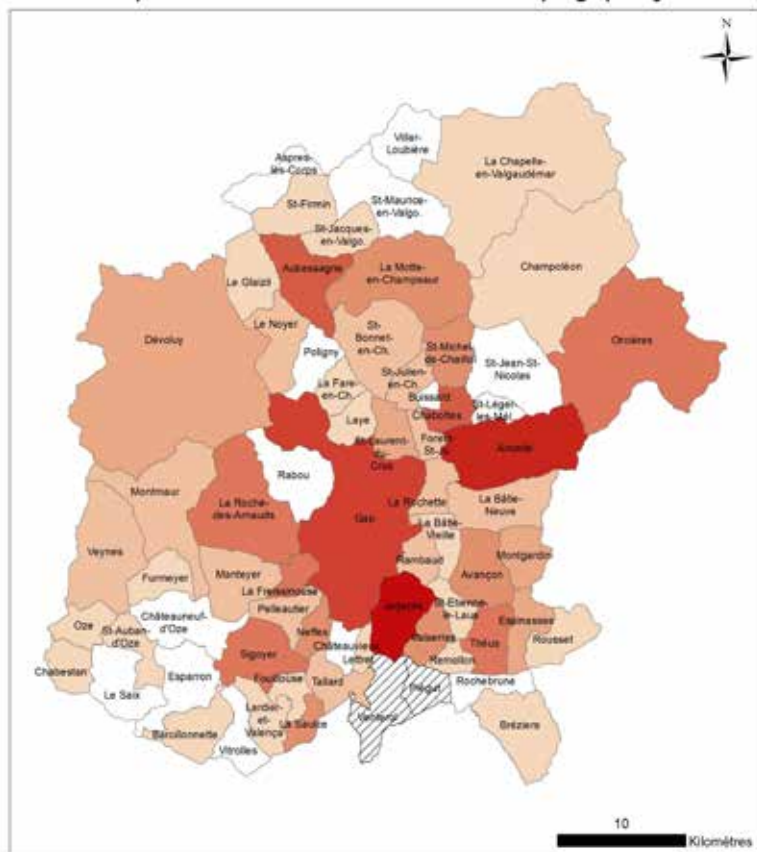 N
Villar-
Loubière
Aspres-
lès-Corps
La Chapelle-
en-Valgaudémar
St-Firmin
St-Maurice-
en-Valgo.
St-Jacques-
en-Valgo.
Aubessagne
La Motte-
en-Champsaur
Champoléon
Le Glaizil
Dévoluy
Le Noyer
St-
Bonnet-
en-Ch.
St-Michel-
de-Chaillol
Orcières
Poligny
St-Jean-St-
Nicolas
St-Julien-
en-Ch.
La Fare-
en-Ch.
Buissard
St-Léger-
les-Mél.
Chabottes
Laye
St-Laurent-
du-
Cros
Forest-
St-J.
Ancelle
Rabou
Montmaur
La Roche-
des-Arnauds
La Rochette
La Bâtie-
Neuve
Gap
La Bâtie-
Vieille
Veynes
Montgardin
Rambaud
Avançon
Furmeyer
Manteyer
La Freissinouse
Pelleautier
Jarjayes
St-Etienne-
le-Laus
Espinasses
Oze
Châteauneuf-
d'Oze
St-Auban-
d'Oze
Neffes
Châteauvieux
Valserres
Théus
Rousset
Lettret
Remollon
Sigoyer
Chabestan
Esparron
Fouillouse
Tallard
Rochebrune
Le Saix
Piégut
Lardier-
et-
Valença
La Saulce
Venterol
Bréziers
Barcillonnette
Vitrolles
10
Kilomètres